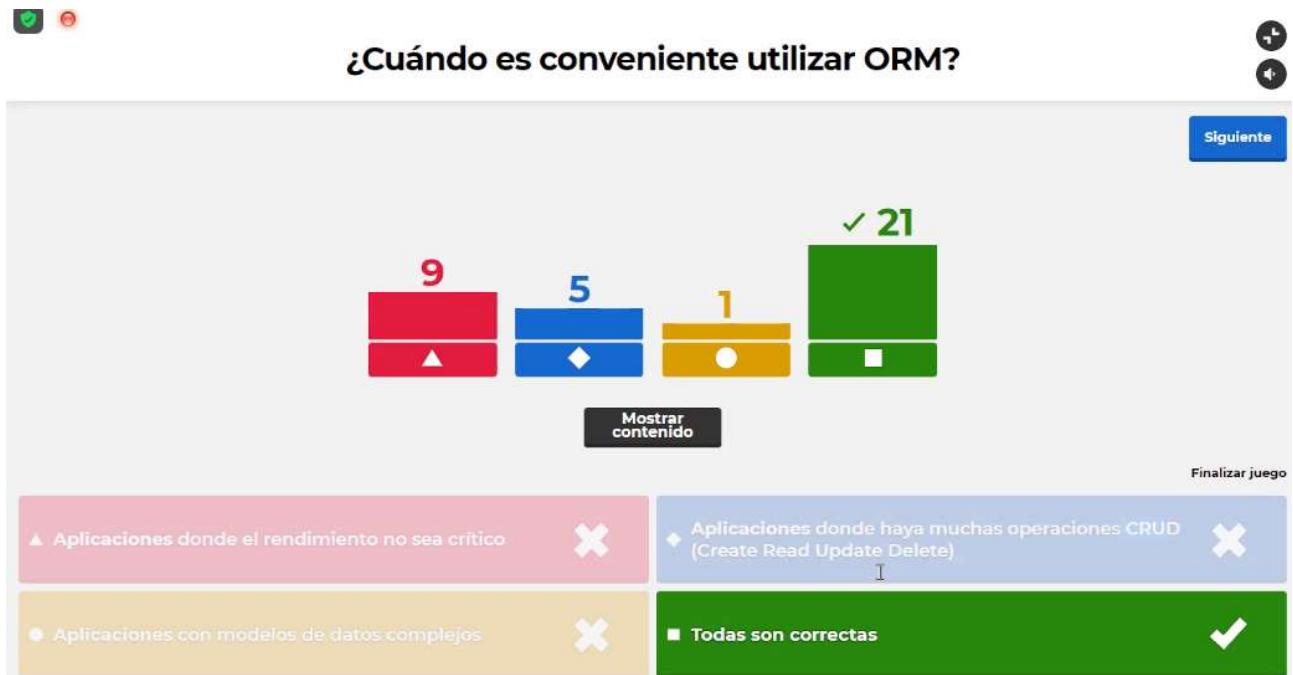 ¿Cuándo es conveniente utilizar ORM?
Siguiente
✓ 21
9
5
1
Mostrar
contenido
Finalizar juego
Aplicaciones donde el rendimiento no sea crítico
Aplicaciones donde haya muchas operaciones CRUD
(Create Read Update Delete)
Aplicaciones con modelos de datos complejos
Todas son correctas